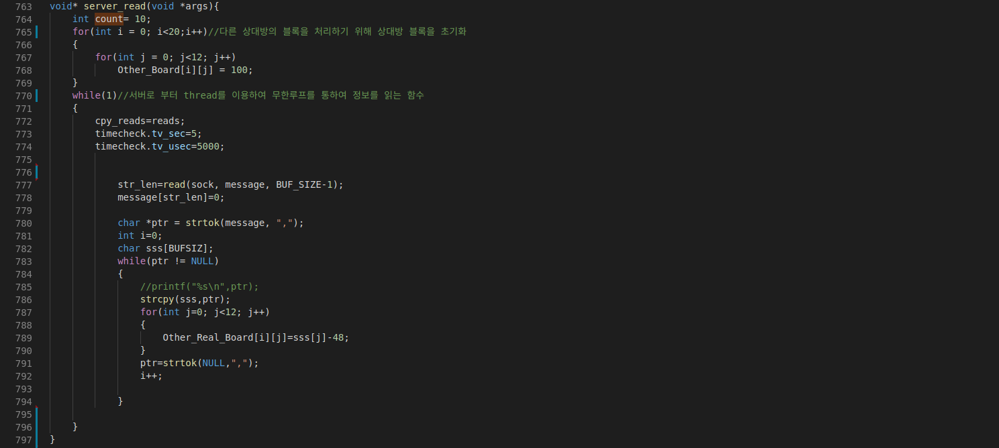 763 void* server_read(void *args){
764     int count= 10;
765     for(int i = 0; i<20;i++)//다른 상대방의 블록을 처리하기 위해 상대방 블록을 초기화
766     {
767         for(int j = 0; j<12; j++)
768             Other_Board[i][j] = 100;
769     }
770     while(1)//서버로 부터 thread를 이용하여 무한루프를 통하여 정보를 읽는 함수
771     {
772         cpy_reads=reads;
773         timecheck.tv_sec=5;
774         timecheck.tv_usec=5000;
775
776
777             str_len=read(sock, message, BUF_SIZE-1);
778             message[str_len]=0;
779
780             char *ptr = strtok(message, ",");
781             int i=0;
782             char sss[BUFSIZ];
783             while(ptr != NULL)
784             {
785                 //printf("%s\n",ptr);
786                 strcpy(sss,ptr);
787                 for(int j=0; j<12; j++)
788                 {
789                     Other_Real_Board[i][j]=sss[j]-48;
790                 }
791                 ptr=strtok(NULL,",");
792                 i++;
793
794             }
795
796     }
797 }